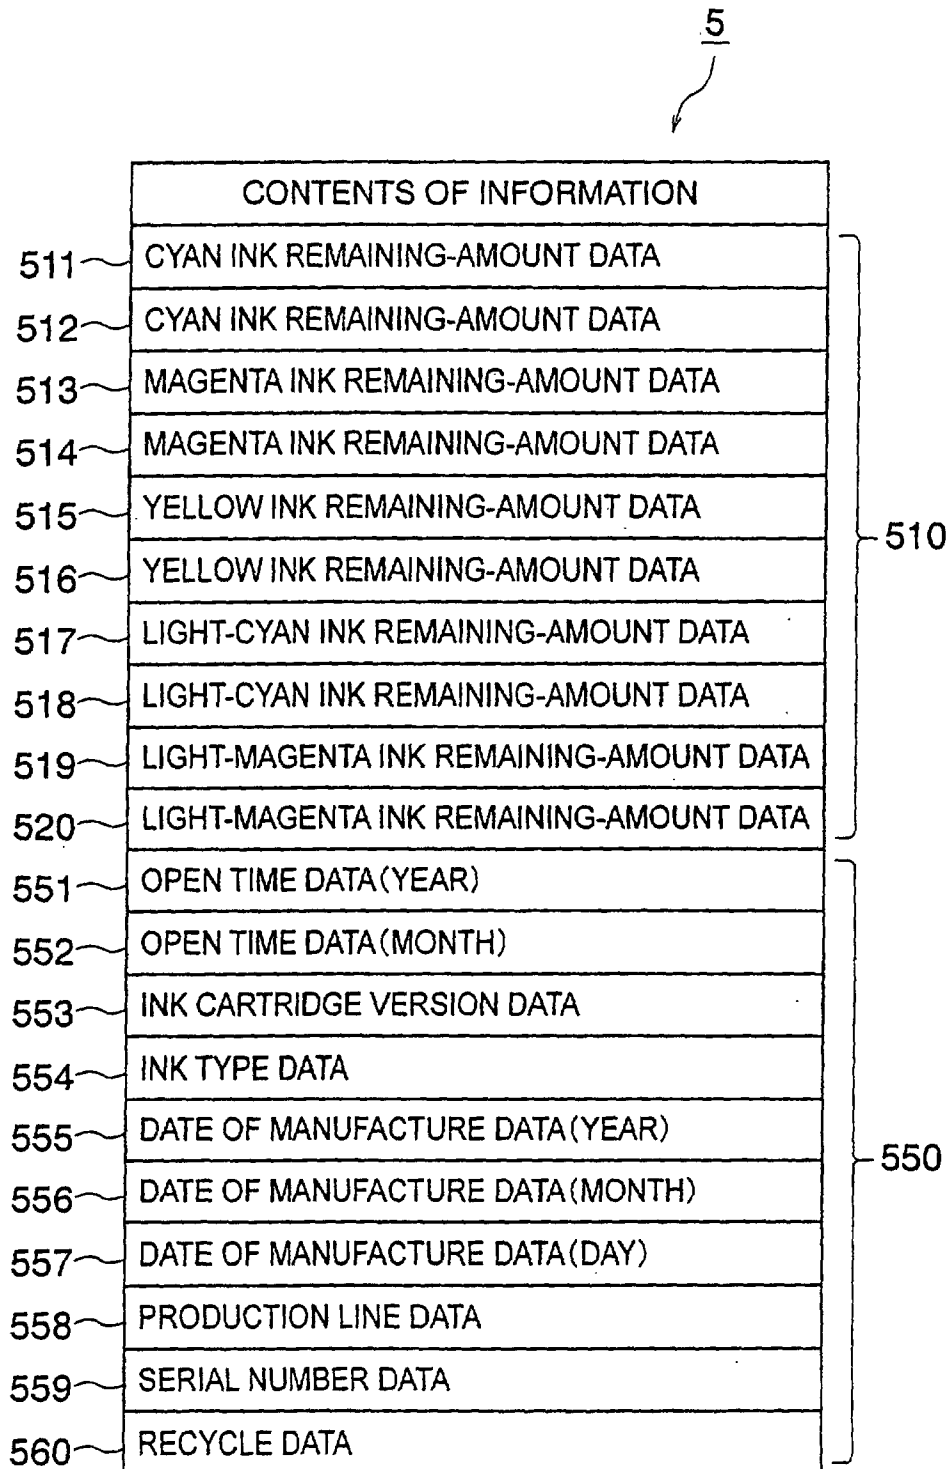 5
CONTENTS OF INFORMATION
511 CYAN INK REMAINING-AMOUNT DATA
512 CYAN INK REMAINING-AMOUNT DATA
513 MAGENTA INK REMAINING-AMOUNT DATA
514 MAGENTA INK REMAINING-AMOUNT DATA
515 YELLOW INK REMAINING-AMOUNT DATA
516 YELLOW INK REMAINING-AMOUNT DATA
510
517 LIGHT-CYAN INK REMAINING-AMOUNT DATA
518 LIGHT-CYAN INK REMAINING-AMOUNT DATA
519 LIGHT-MAGENTA INK REMAINING-AMOUNT DATA
520 LIGHT-MAGENTA INK REMAINING-AMOUNT DATA
551 OPEN TIME DATA(YEAR)
552 OPEN TIME DATA(MONTH)
553 INK CARTRIDGE VERSION DATA
554 INK TYPE DATA
555 DATE OF MANUFACTURE DATA(YEAR)
550
556 DATE OF MANUFACTURE DATA(MONTH)
557 DATE OF MANUFACTURE DATA(DAY)
558 PRODUCTION LINE DATA
559 SERIAL NUMBER DATA
560 RECYCLE DATA